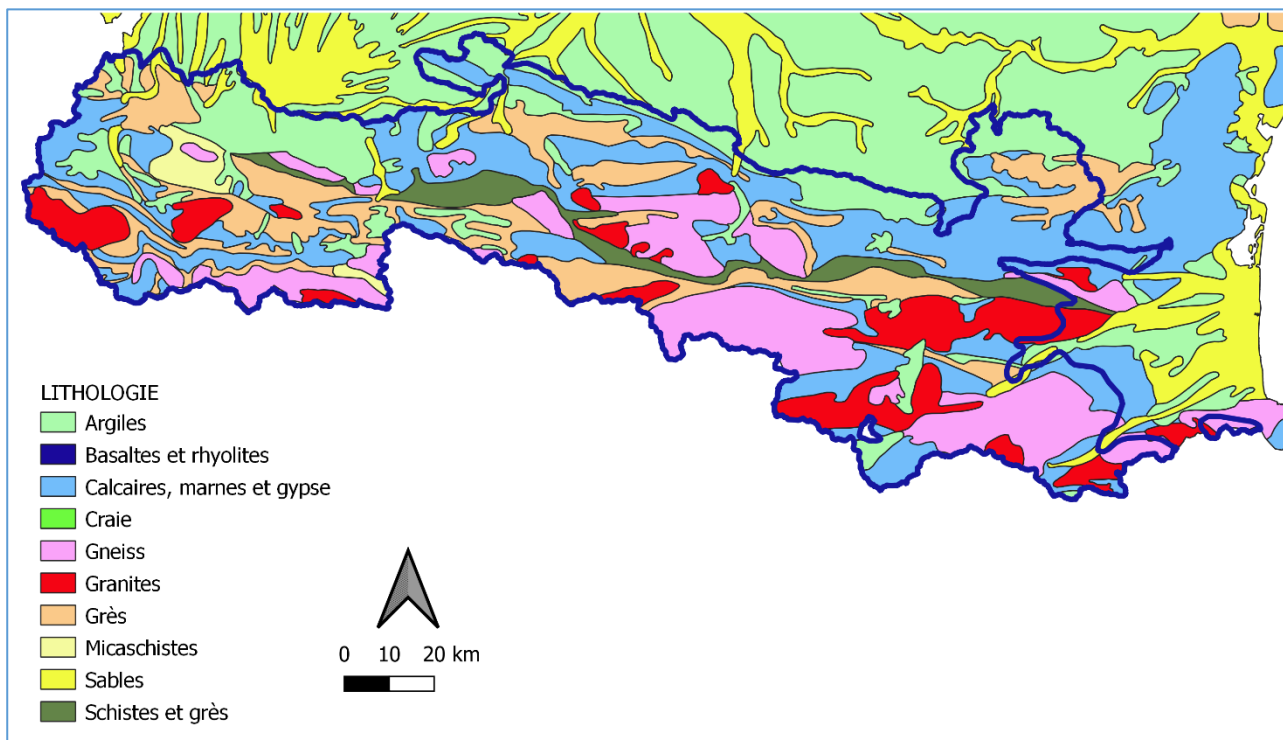 LITHOLOGIE
Argiles
Basaltes et rhyolites
Calcaires, marnes et gypse
Craie
Gneiss
Granites
Grès
Micaschistes
Sables
Schistes et grès
0 10 20 km